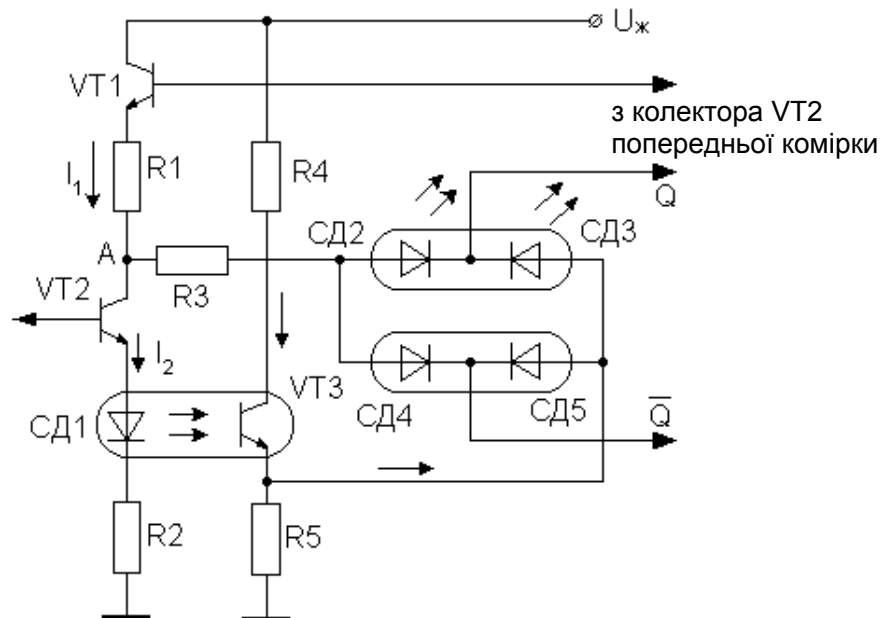 Uж
VT1
з колектора VT2
попередньої комірки
I1
R1
R4
Q
СД2
СД3
A
R3
VT2
I2
VT3
СД1
СД4
СД5
Q̅
R2
R5